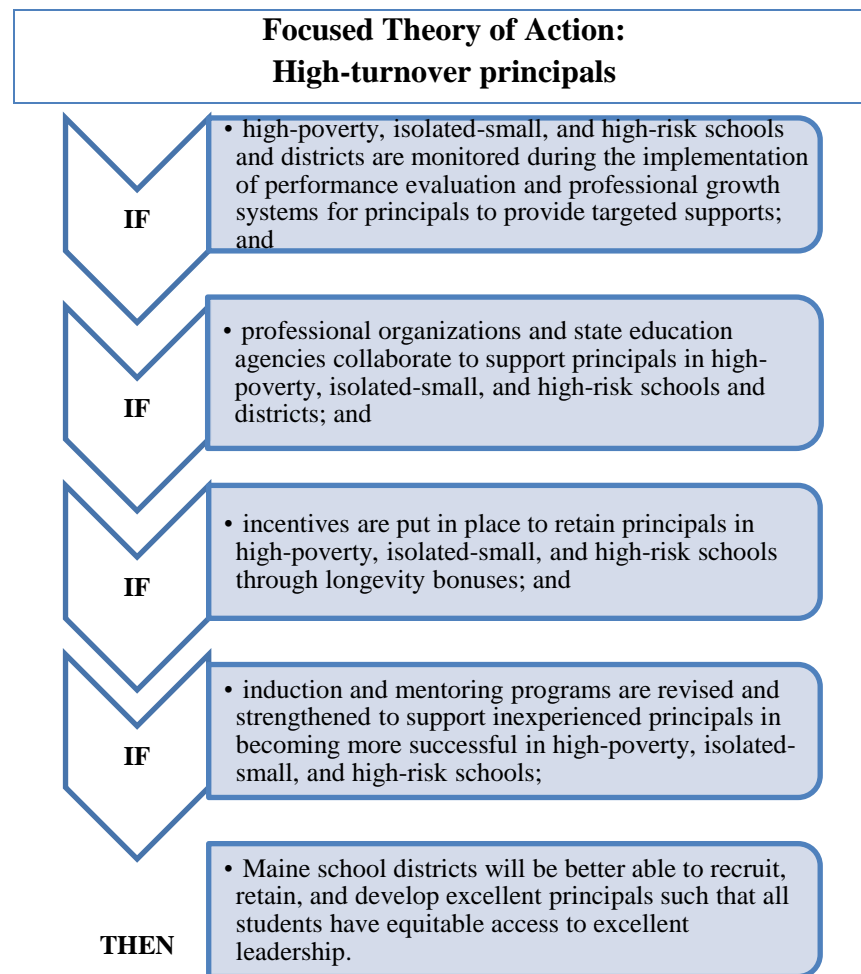 Focused Theory of Action:
High-turnover principals
IF
• high-poverty, isolated-small, and high-risk schools
and districts are monitored during the implementation
of performance evaluation and professional growth
systems for principals to provide targeted supports;
and
IF
• professional organizations and state education
agencies collaborate to support principals in high-
poverty, isolated-small, and high-risk schools and
districts; and
IF
• incentives are put in place to retain principals in
high-poverty, isolated-small, and high-risk schools
through longevity bonuses; and
IF
• induction and mentoring programs are revised and
strengthened to support inexperienced principals in
becoming more successful in high-poverty, isolated-
small, and high-risk schools;
THEN
• Maine school districts will be better able to recruit,
retain, and develop excellent principals such that all
students have equitable access to excellent
leadership.